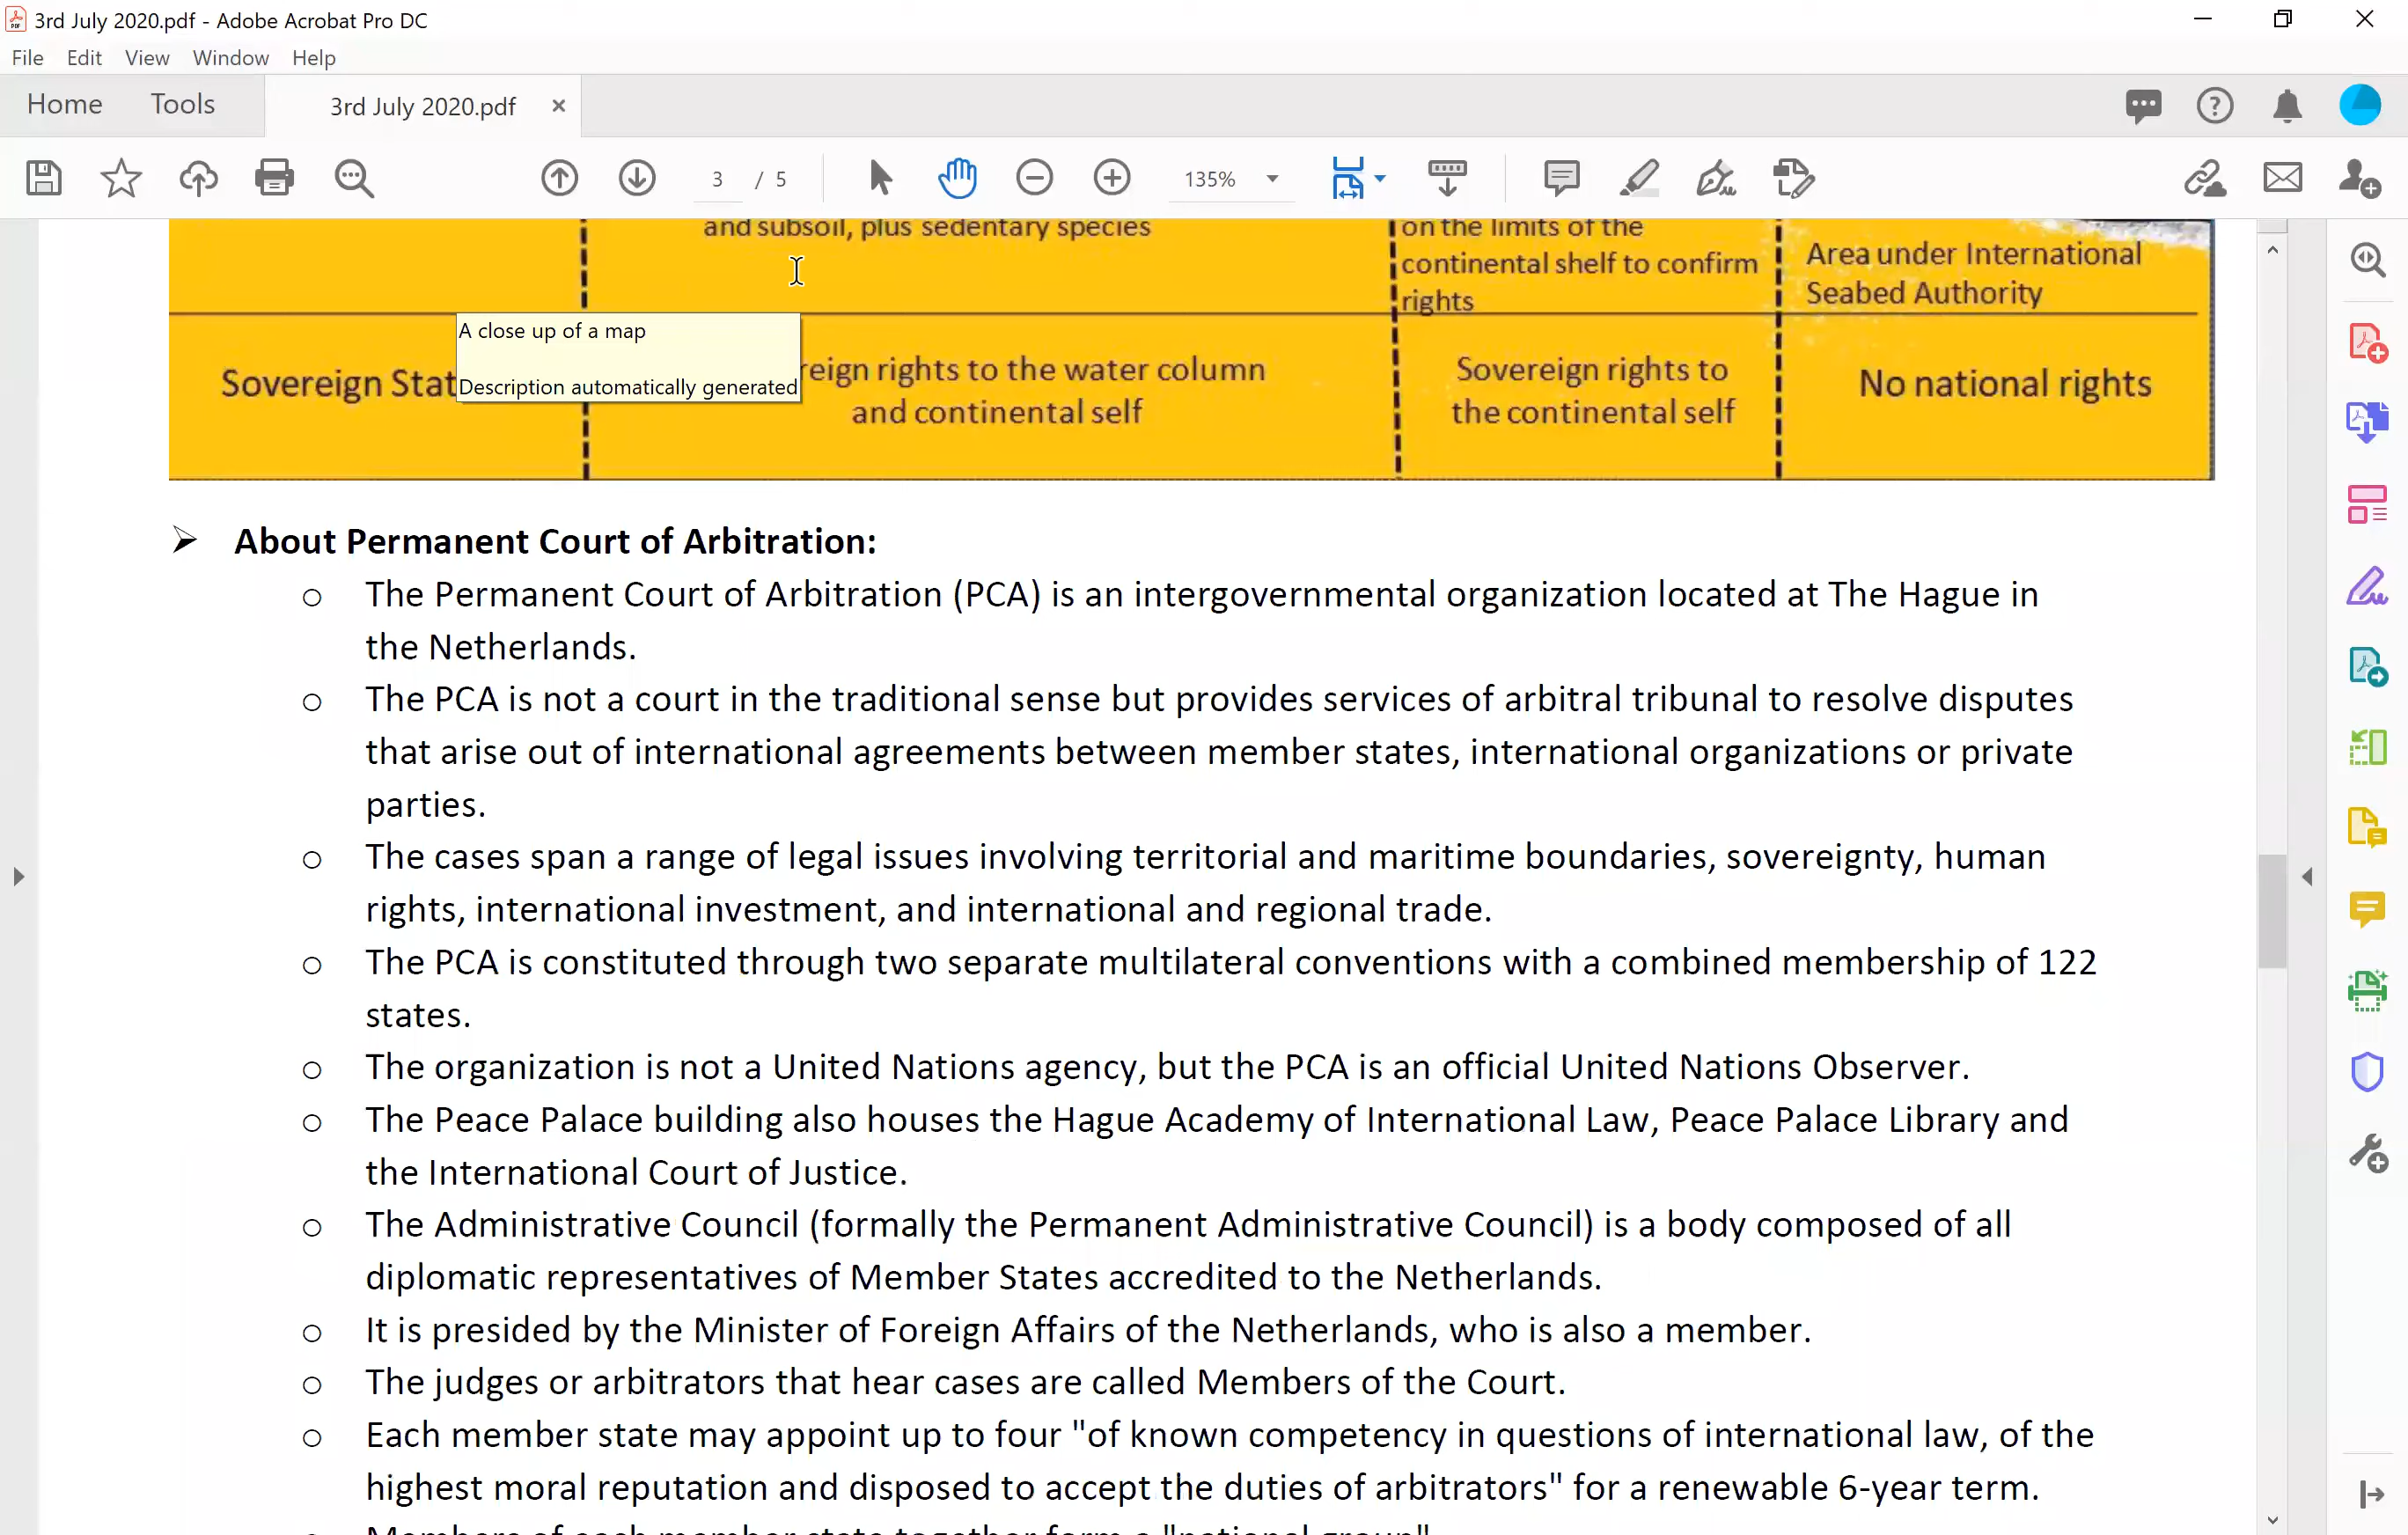 3rd July 2020.pdf - Adobe Acrobat Pro DC
File Edit View Window Help
Home Tools 3rd July 2020.pdf ×
3 / 5 135%
and subsoil, plus sedentary species
on the limits of the
continental shelf to confirm
rights
Area under International
Seabed Authority
A close up of a map
Description automatically generated
Sovereign Stat
reign rights to the water column
and continental self
Sovereign rights to
the continental self
No national rights
➢ About Permanent Court of Arbitration:
o The Permanent Court of Arbitration (PCA) is an intergovernmental organization located at The Hague in
the Netherlands.
o The PCA is not a court in the traditional sense but provides services of arbitral tribunal to resolve disputes
that arise out of international agreements between member states, international organizations or private
parties.
o The cases span a range of legal issues involving territorial and maritime boundaries, sovereignty, human
rights, international investment, and international and regional trade.
o The PCA is constituted through two separate multilateral conventions with a combined membership of 122
states.
o The organization is not a United Nations agency, but the PCA is an official United Nations Observer.
o The Peace Palace building also houses the Hague Academy of International Law, Peace Palace Library and
the International Court of Justice.
o The Administrative Council (formally the Permanent Administrative Council) is a body composed of all
diplomatic representatives of Member States accredited to the Netherlands.
o It is presided by the Minister of Foreign Affairs of the Netherlands, who is also a member.
o The judges or arbitrators that hear cases are called Members of the Court.
o Each member state may appoint up to four "of known competency in questions of international law, of the
highest moral reputation and disposed to accept the duties of arbitrators" for a renewable 6-year term.
Members of each member state together form a "national group"